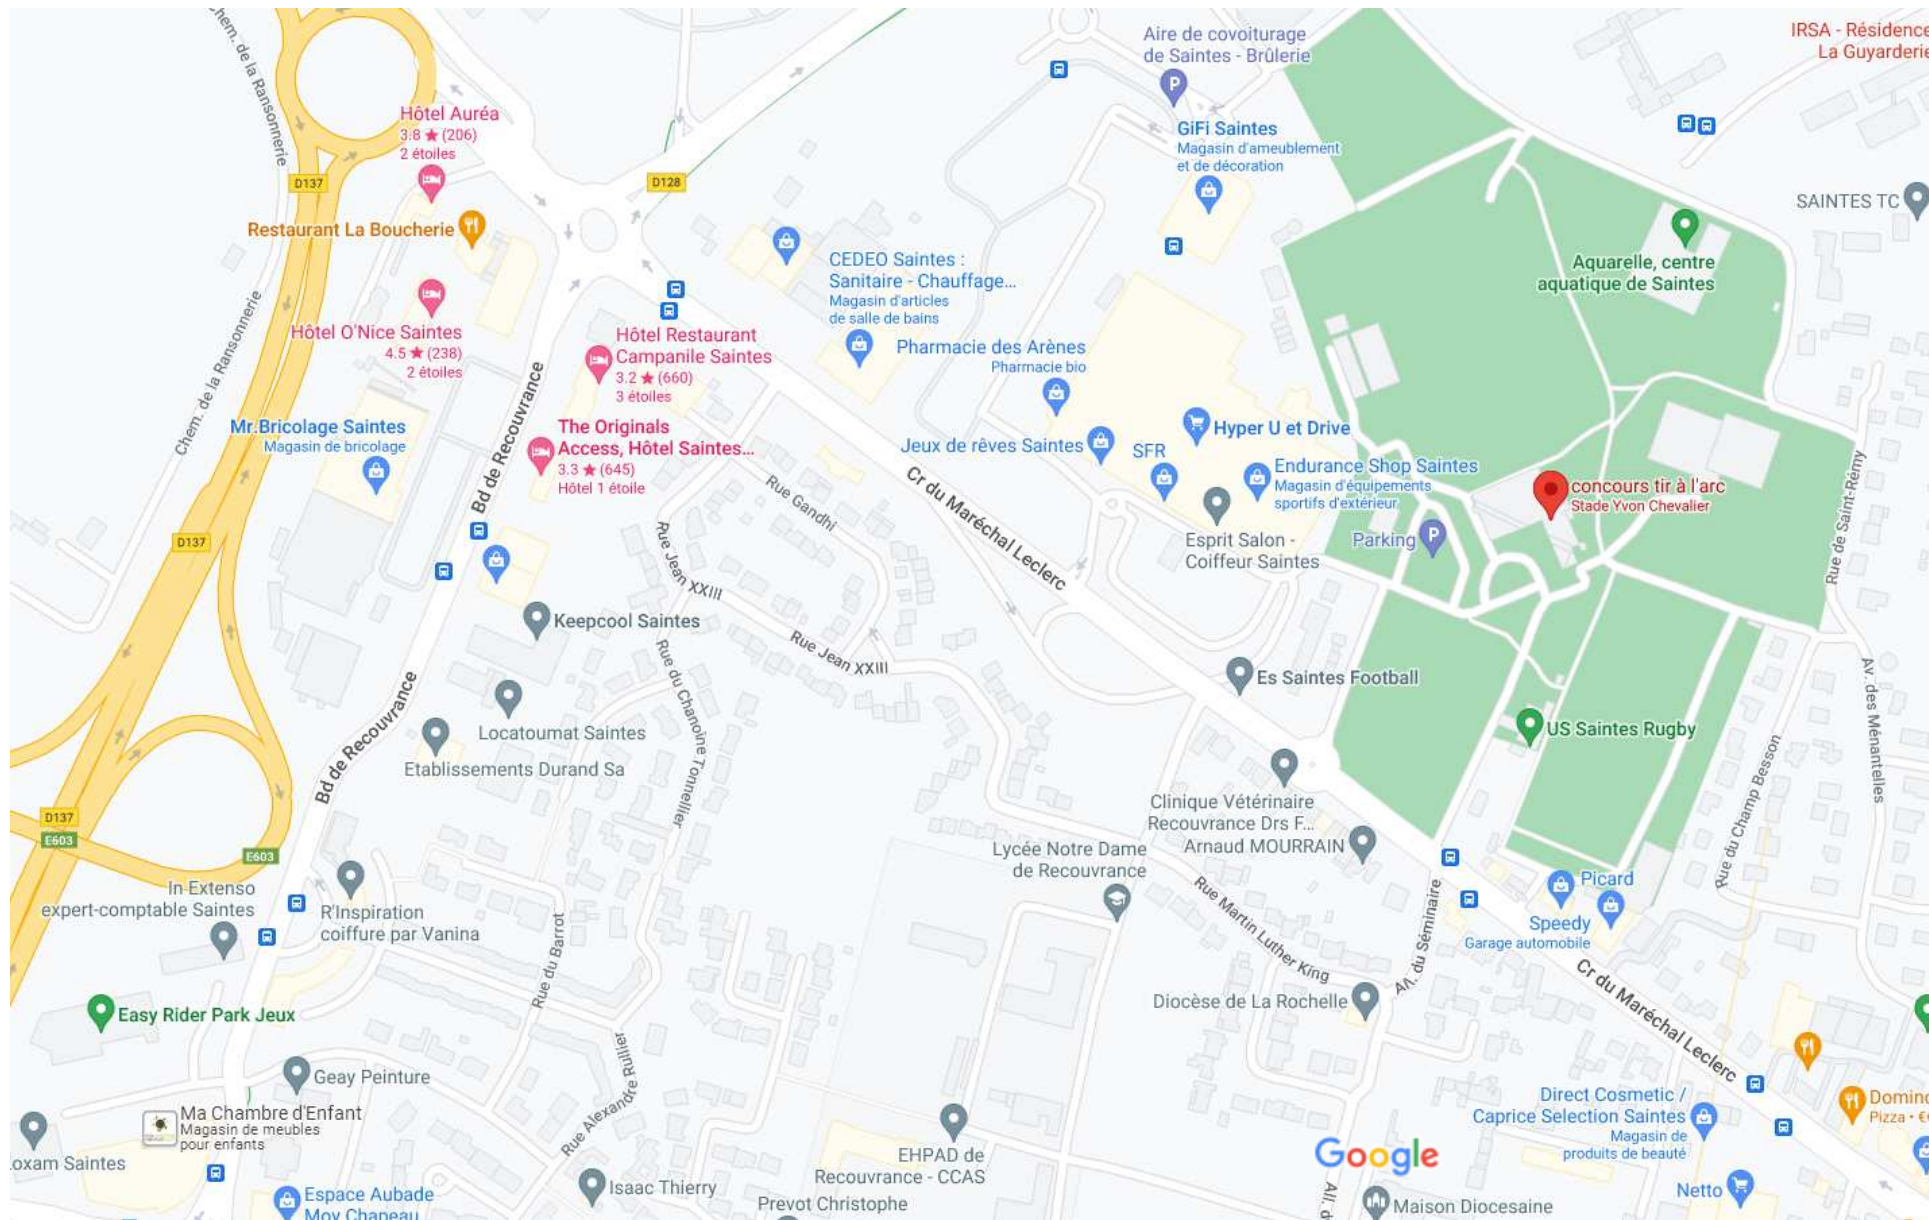 Chem. de la Ransonnerie
Aire de covoiturage
de Saintes - Brûlerie
IRSA - Résidence
La Guyarderie
Hôtel Auréa
3.8 ★ (206)
2 étoiles
GiFi Saintes
Magasin d'ameublement
et de décoration
D137
D128
SAINTES TC
Restaurant La Boucherie
CEDEO Saintes :
Sanitaire - Chauffage...
Magasin d'articles
de salle de bains
Aquarelle, centre
aquatique de Saintes
Hôtel O'Nice Saintes
4.5 ★ (238)
2 étoiles
Hôtel Restaurant
Campanile Saintes
3.2 ★ (660)
3 étoiles
Pharmacie des Arènes
Pharmacie bio
Chem. de la Ransonnerie
Bd de Recouvrance
Mr.Bricolage Saintes
Magasin de bricolage
The Originals
Access, Hôtel Saintes...
3.3 ★ (645)
Hôtel 1 étoile
Hyper U et Drive
Jeux de rêves Saintes
SFR
Endurance Shop Saintes
Magasin d'équipements
sportifs d'extérieur
concours tir à l'arc
Stade Yvon Chevalier
Rue Gandhi
Cr du Maréchal Leclerc
Rue de Saint-Rémy
D137
Esprit Salon -
Coiffeur Saintes
Parking
Rue Jean XXIII
Keepcool Saintes
Rue Jean XXIII
Rue du Chanoine Tonnellier
Es Saintes Football
Av. des Ménantelles
Bd de Recouvrance
Locatoumat Saintes
US Saintes Rugby
Etablissements Durand Sa
Rue du Champ Besson
Clinique Vétérinaire
Recouvrance Drs F...
Arnaud MOURRAIN
D137
E603
E603
Lycée Notre Dame
de Recouvrance
In Extenso
expert-comptable Saintes
R'Inspiration
coiffure par Vanina
Rue du Barrot
Rue Martin Luther King
Av. du Séminaire
Picard
Speedy
Garage automobile
Cr du Maréchal Leclerc
Diocèse de La Rochelle
Easy Rider Park Jeux
Rue Alexandre Rullier
Geay Peinture
Ma Chambre d'Enfant
Magasin de meubles
pour enfants
Direct Cosmetic /
Caprice Selection Saintes
Magasin de
produits de beauté
Domino
Pizza • €
oxam Saintes
EHPAD de
Recouvrance - CCAS
Google
Espace Aubade
Moy Chapeau
Isaac Thierry
Prevot Christophe
All. d
Maison Diocesaine
Netto